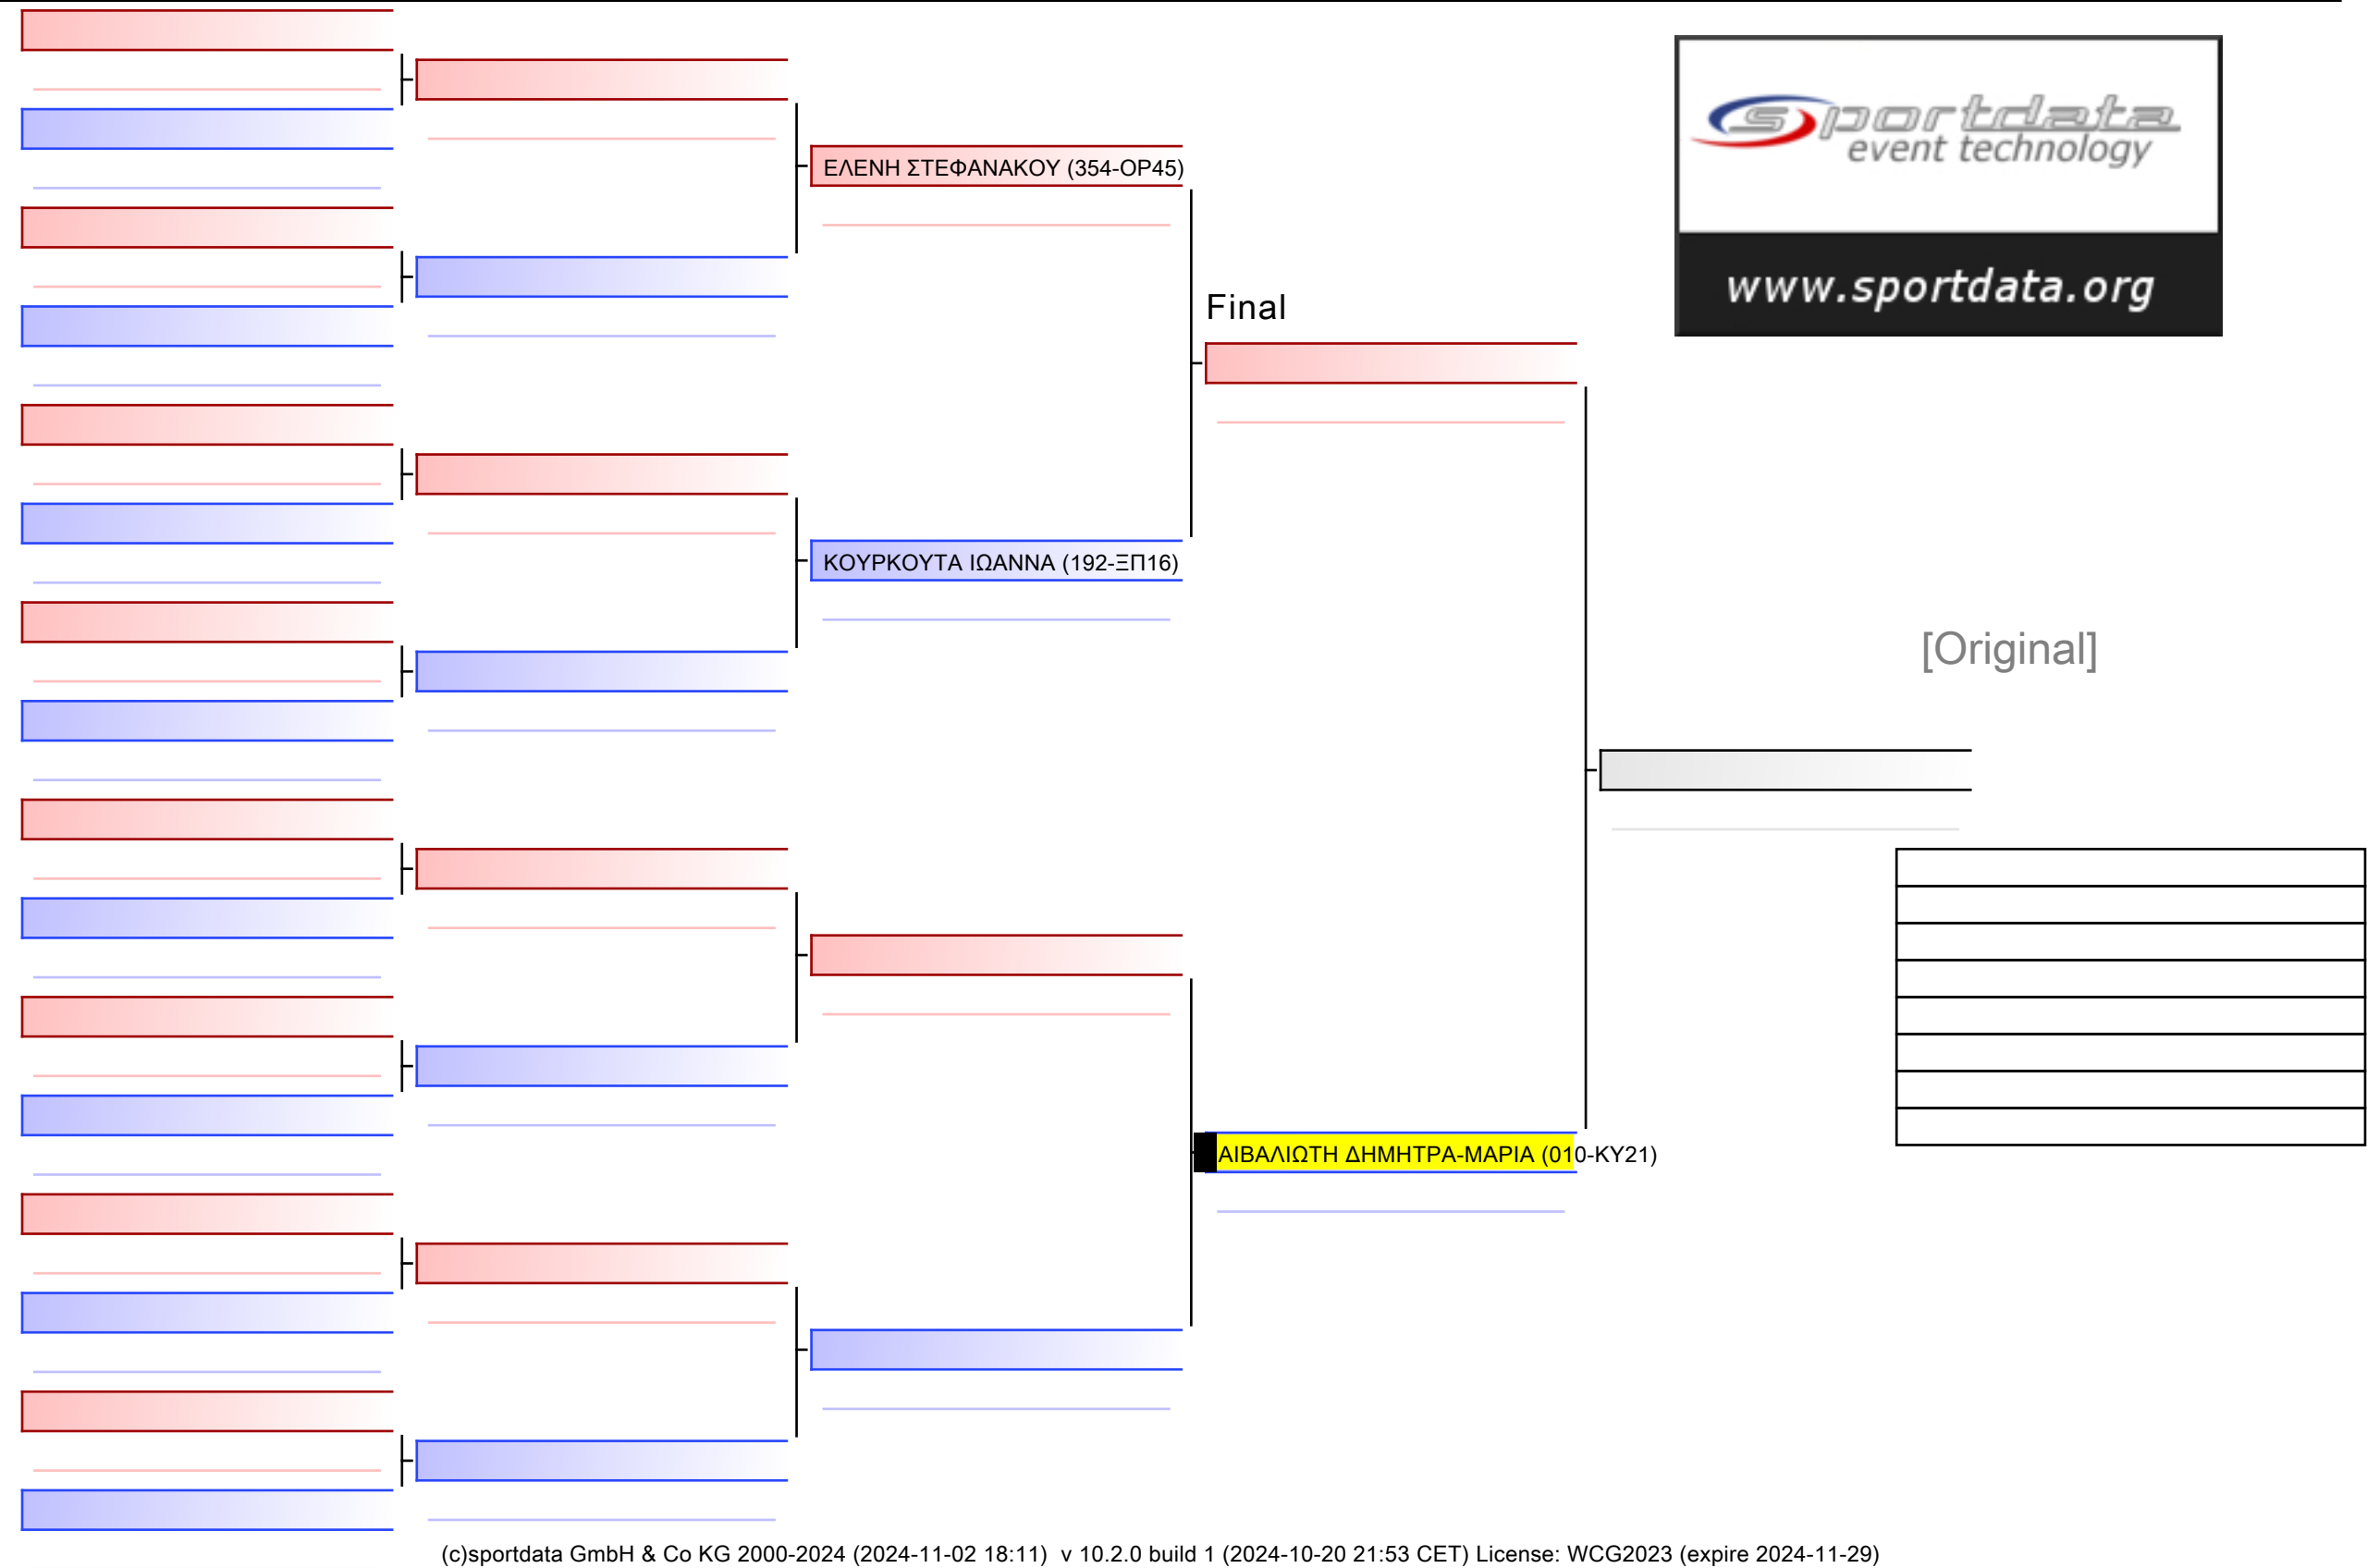 sportdata
event technology
www.sportdata.org
ΕΛΕΝΗ ΣΤΕΦΑΝΑΚΟΥ (354-ΟΡ45)
Final
ΚΟΥΡΚΟΥΤΑ ΙΩΑΝΝΑ (192-ΞΠ16)
[Original]
ΑΙΒΑΛΙΩΤΗ ΔΗΜΗΤΡΑ-ΜΑΡΙΑ (010-ΚΥ21)
(c)sportdata GmbH & Co KG 2000-2024 (2024-11-02 18:11) v 10.2.0 build 1 (2024-10-20 21:53 CET) License: WCG2023 (expire 2024-11-29)